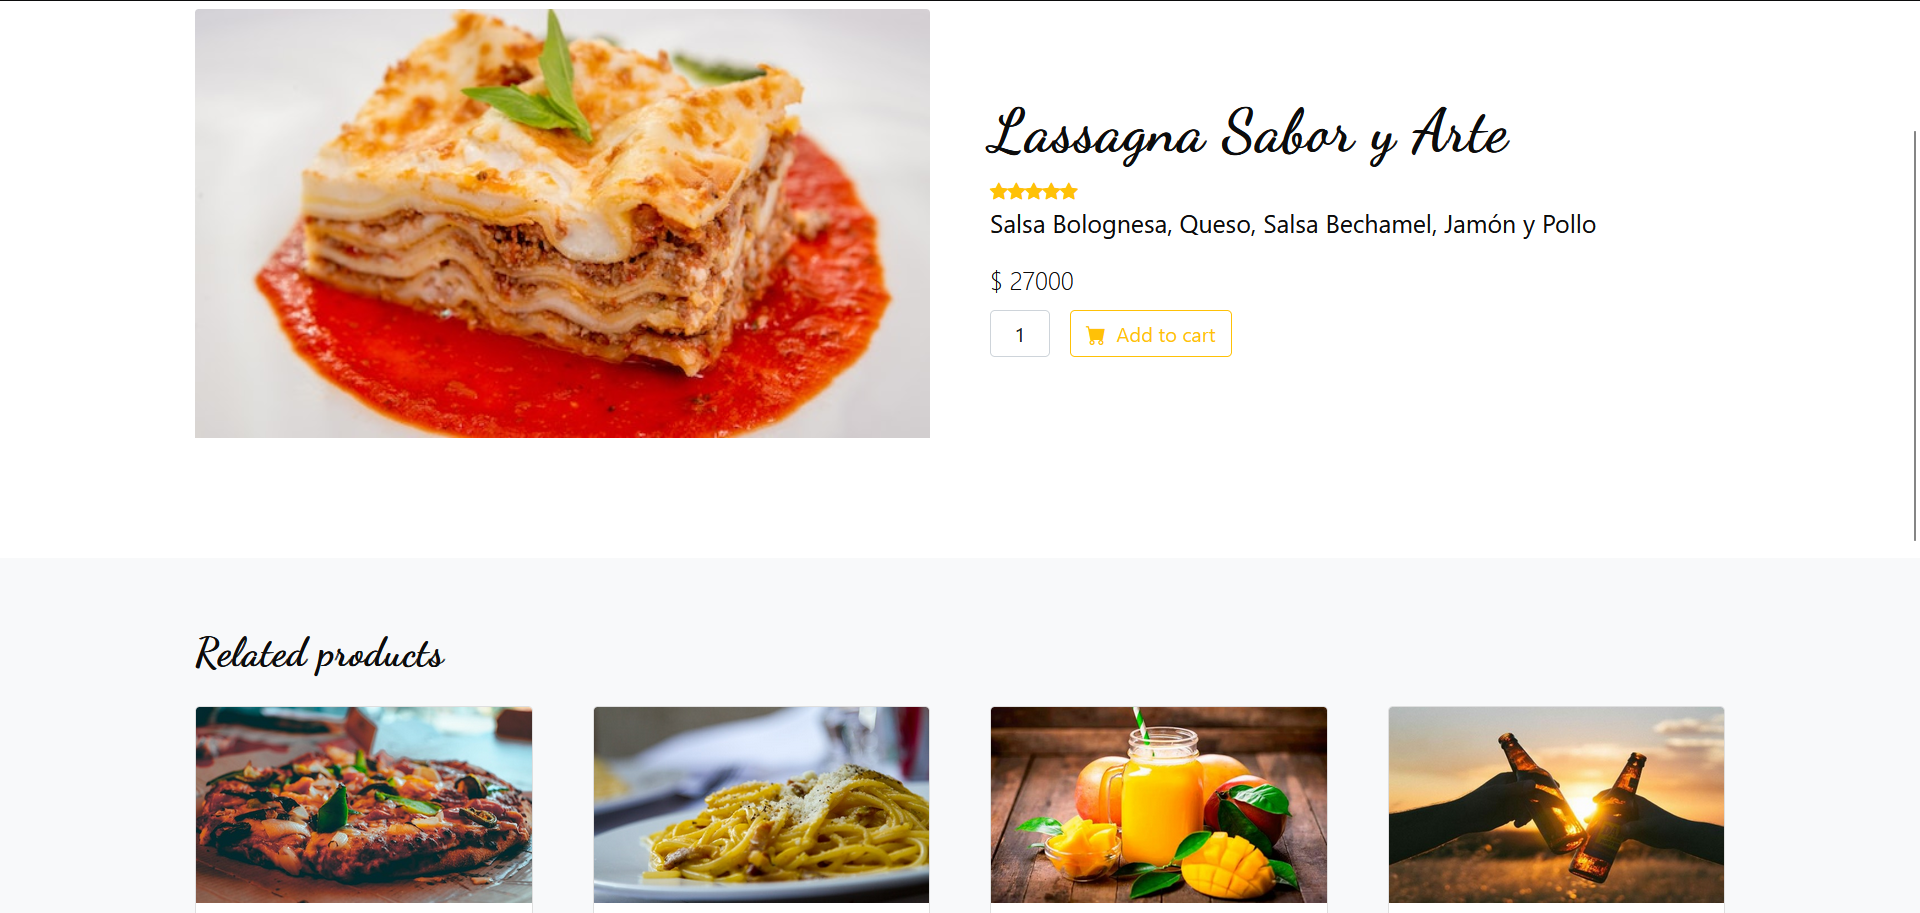 Lassagna Sabor y Arte
Salsa Bolognesa, Queso, Salsa Bechamel, Jamón y Pollo
$ 27000
1
Add to cart
Related products